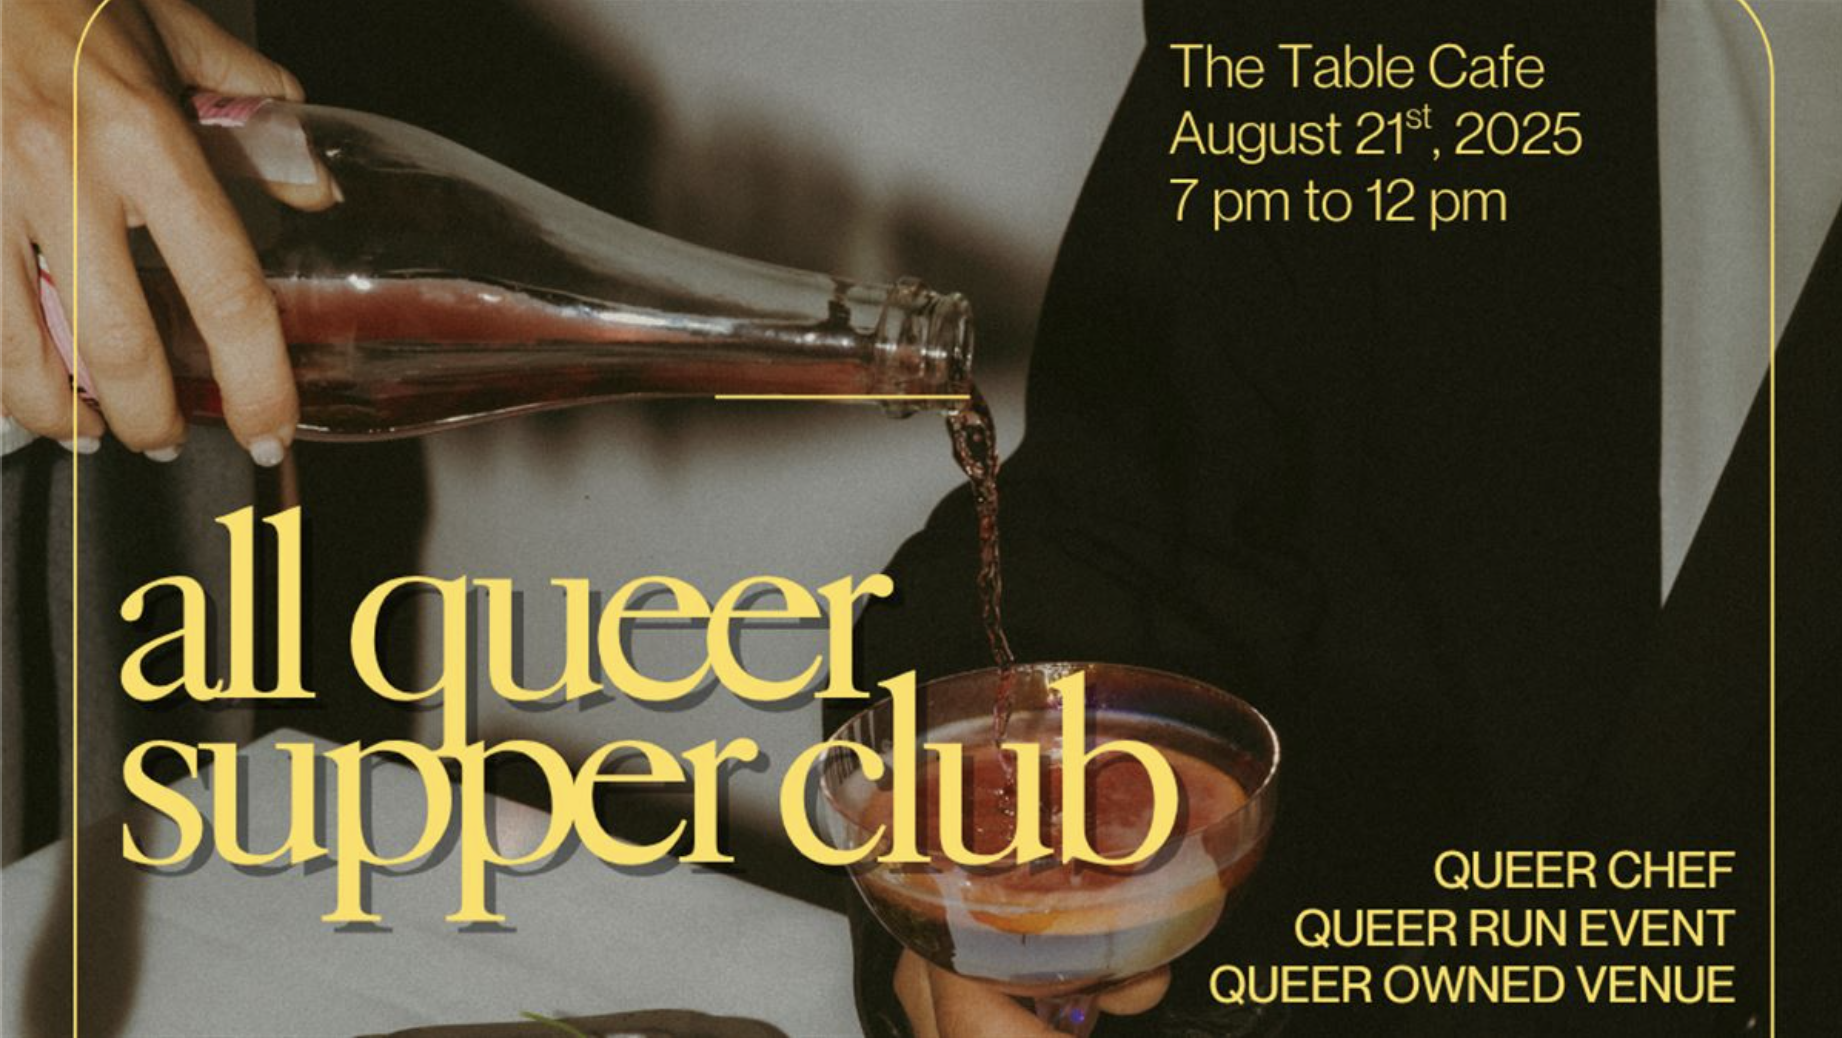 The Table Cafe
August 21st, 2025
7 pm to 12 pm
all queer
supper club
QUEER CHEF
QUEER RUN EVENT
QUEER OWNED VENUE